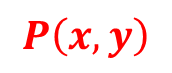 P(x, y)